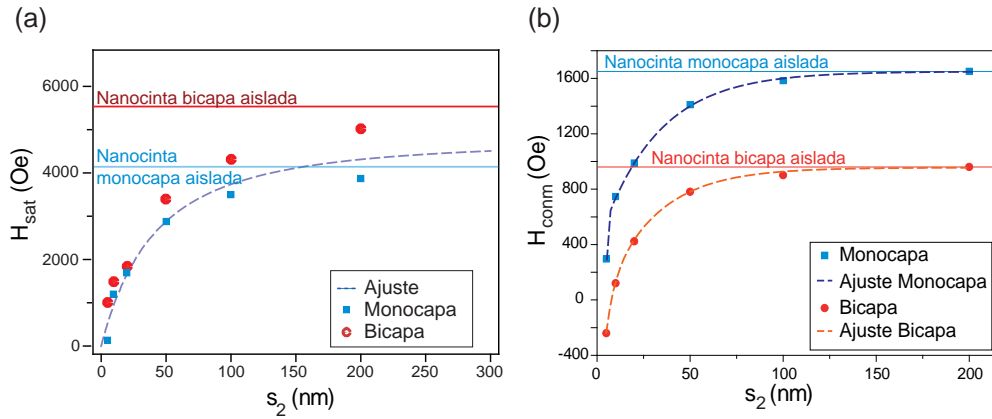 (a)
H_sat (Oe)
6000
4000
2000
0
Nanocinta bicapa aislada
Nanocinta
monocapa aislada
Ajuste
Monocapa
Bicapa
0 50 100 150 200 250 300
s_2 (nm)
(b)
H_conm (Oe)
1600
1200
800
400
0
-400
Nanocinta monocapa aislada
Nanocinta bicapa aislada
Monocapa
Ajuste Monocapa
Bicapa
Ajuste Bicapa
0 50 100 150 200
s_2 (nm)